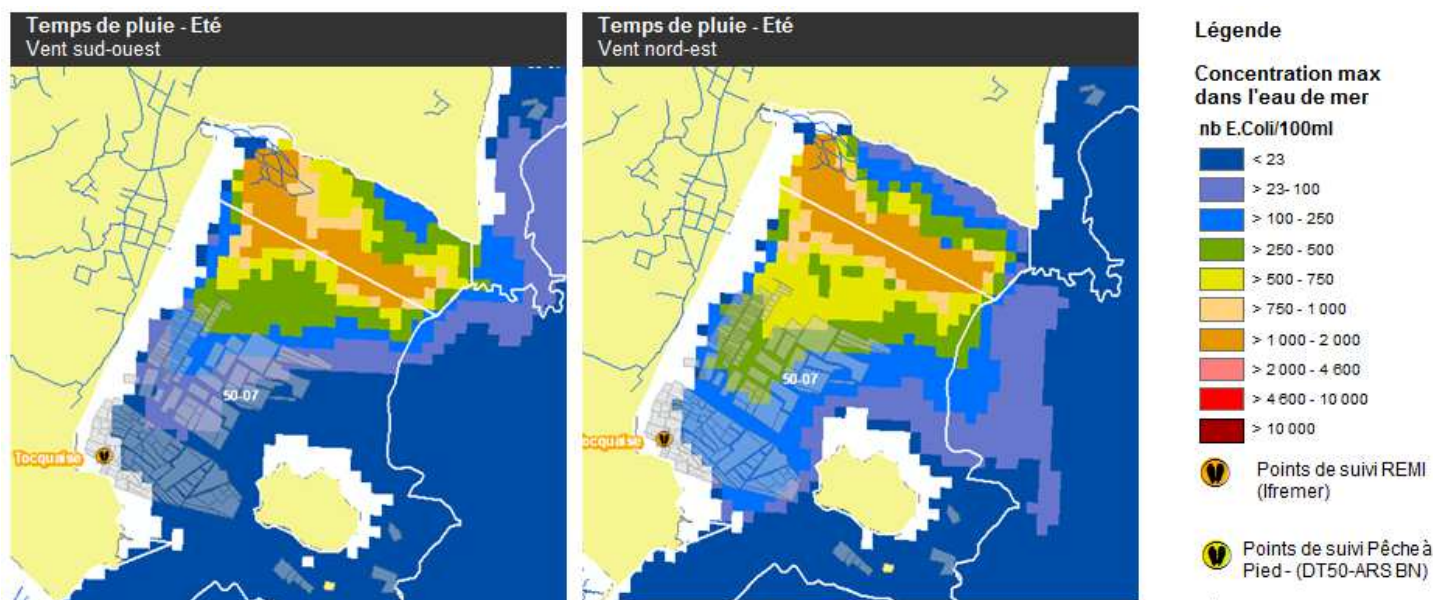 Temps de pluie - Eté
Vent sud-ouest
50-07
Tocquaise
Temps de pluie - Eté
Vent nord-est
50-07
ocquaise
Légende
Concentration max
dans l'eau de mer
nb E.Coli/100ml
< 23
> 23- 100
> 100 - 250
> 250 - 500
> 500 - 750
> 750 - 1 000
> 1 000 - 2 000
> 2 000 - 4 600
> 4 600 - 10 000
> 10 000
Points de suivi REMI
(Ifremer)
Points de suivi Pêche à
Pied - (DT50-ARS BN)